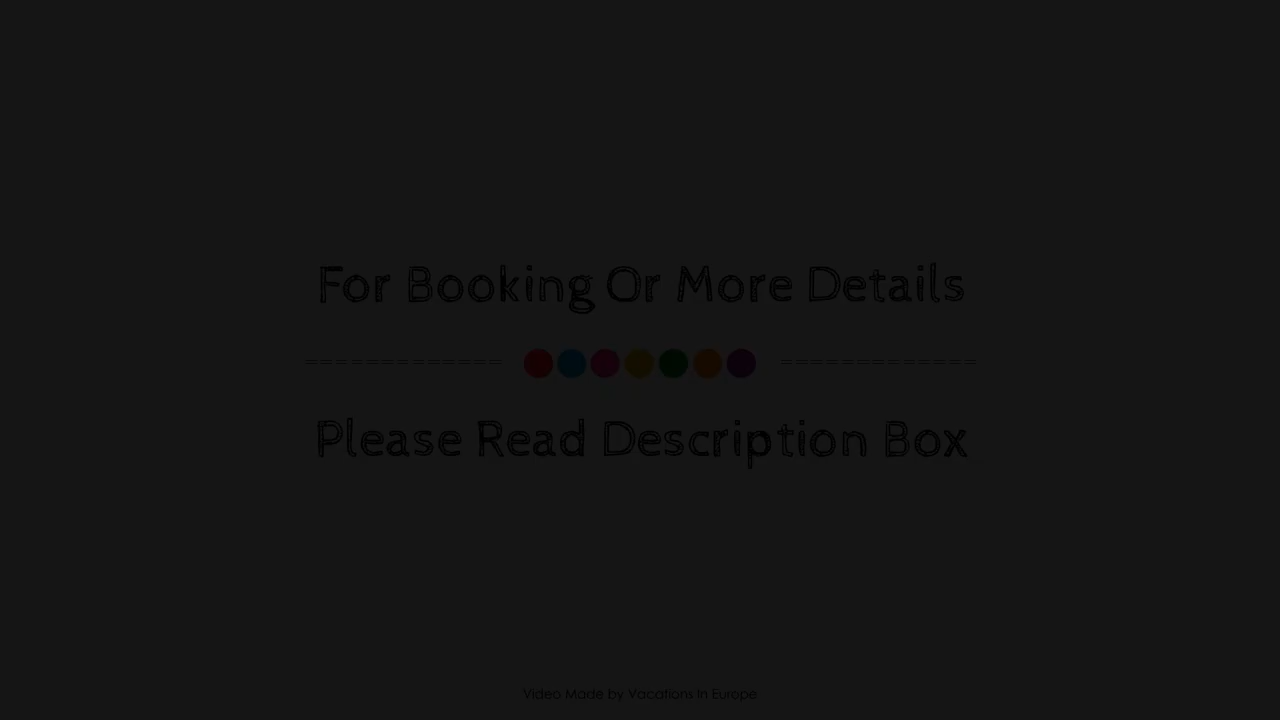 For Booking Or More Details
============= =============
Please Read Description Box
Video Made by Vacations In Europe